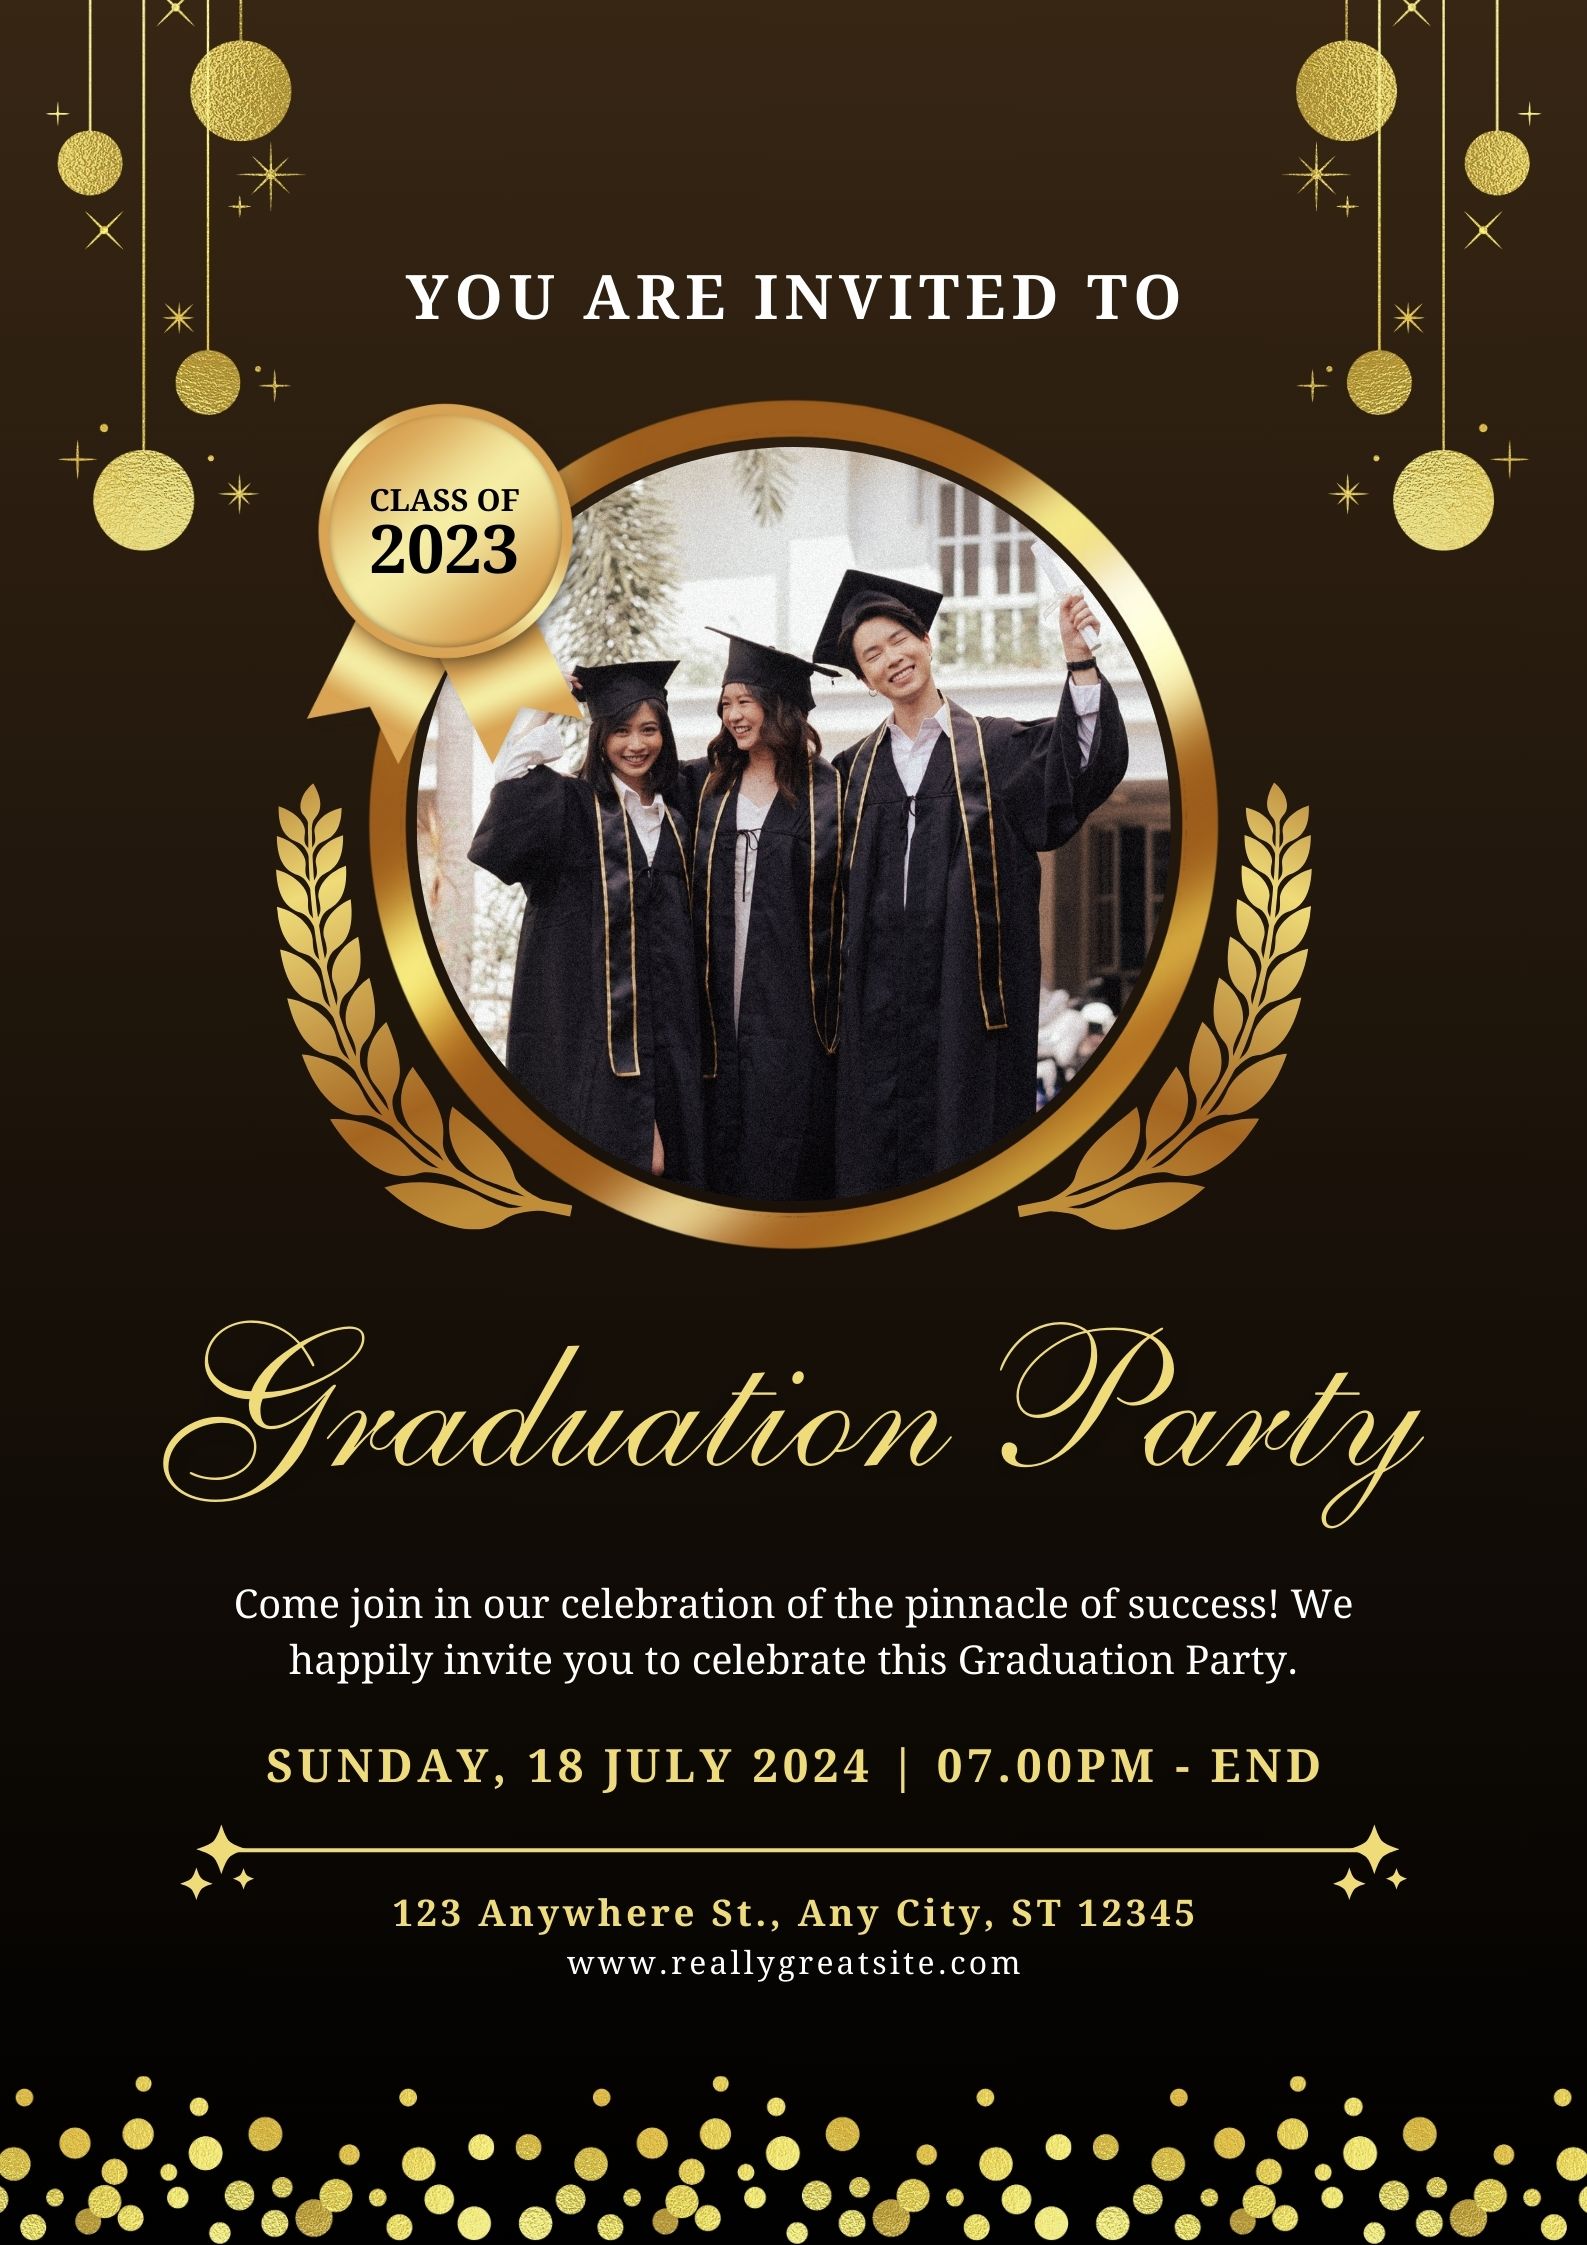 YOU ARE INVITED TO
CLASS OF
2023
Graduation Party
Come join in our celebration of the pinnacle of success! We
happily invite you to celebrate this Graduation Party.
SUNDAY, 18 JULY 2024 | 07.00PM - END
123 Anywhere St., Any City, ST 12345
www.reallygreatsite.com